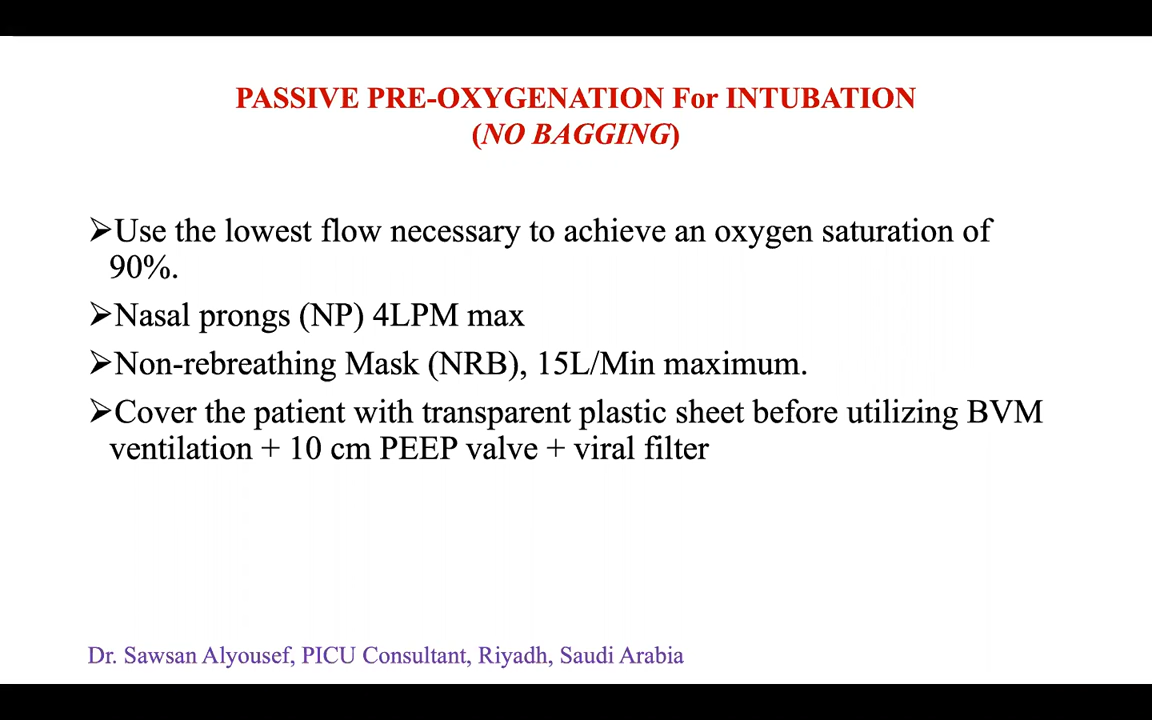 PASSIVE PRE-OXYGENATION For INTUBATION
(NO BAGGING)
➢Use the lowest flow necessary to achieve an oxygen saturation of
90%.
➢Nasal prongs (NP) 4LPM max
➢Non-rebreathing Mask (NRB), 15L/Min maximum.
➢Cover the patient with transparent plastic sheet before utilizing BVM
ventilation + 10 cm PEEP valve + viral filter
Dr. Sawsan Alyousef, PICU Consultant, Riyadh, Saudi Arabia